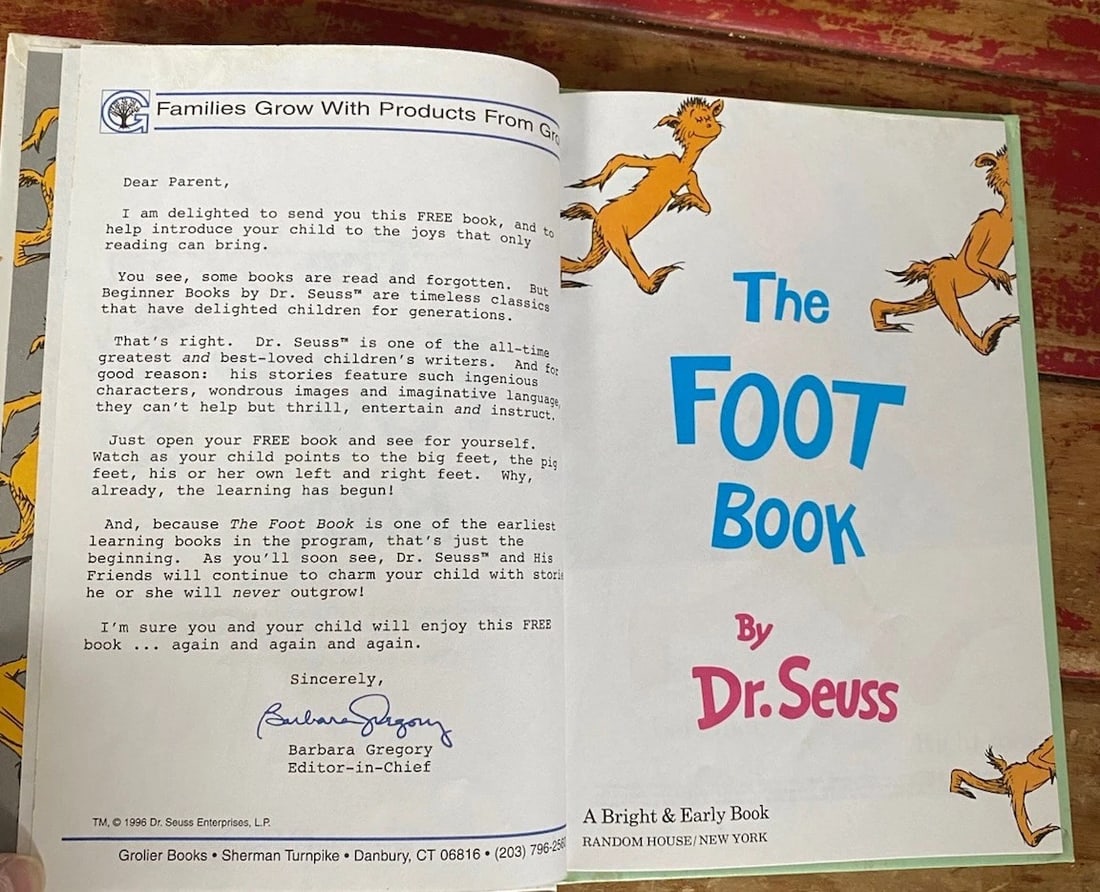 G Families Grow With Products From
Dear Parent,
I am delighted to send you this FREE book, and to
help introduce your child to the joys that only
reading can bring.
You see, some books are read and forgotten. But
Beginner Books by Dr. Seuss™ are timeless classics
that have delighted children for generations.
That's right. Dr. Seuss™ is one of the all-time
greatest and best-loved children's writers. And for
good reason: his stories feature such ingenious
characters, wondrous images and imaginative language,
they can't help but thrill, entertain and instruct.
Just open your FREE book and see for yourself.
Watch as your child points to the big feet, the pig
feet, his or her own left and right feet. Why,
already, the learning has begun!
And, because The Foot Book is one of the earliest
learning books in the program, that's just the
beginning. As you'll soon see, Dr. Seuss™ and His
Friends will continue to charm your child with
he or she will never outgrow!
I'm sure you and your child will enjoy this FREE
book ... again and again and again.
Sincerely,
Barbara Gregory
Barbara Gregory
Editor-in-Chief
TM, © 1996 Dr. Seuss Enterprises, L.P.
Grolier Books • Sherman Turnpike • Danbury, CT 06816 • (203)
The
FOOT
BOOK
By
Dr. Seuss
A Bright & Early Book
RANDOM HOUSE/NEW YORK